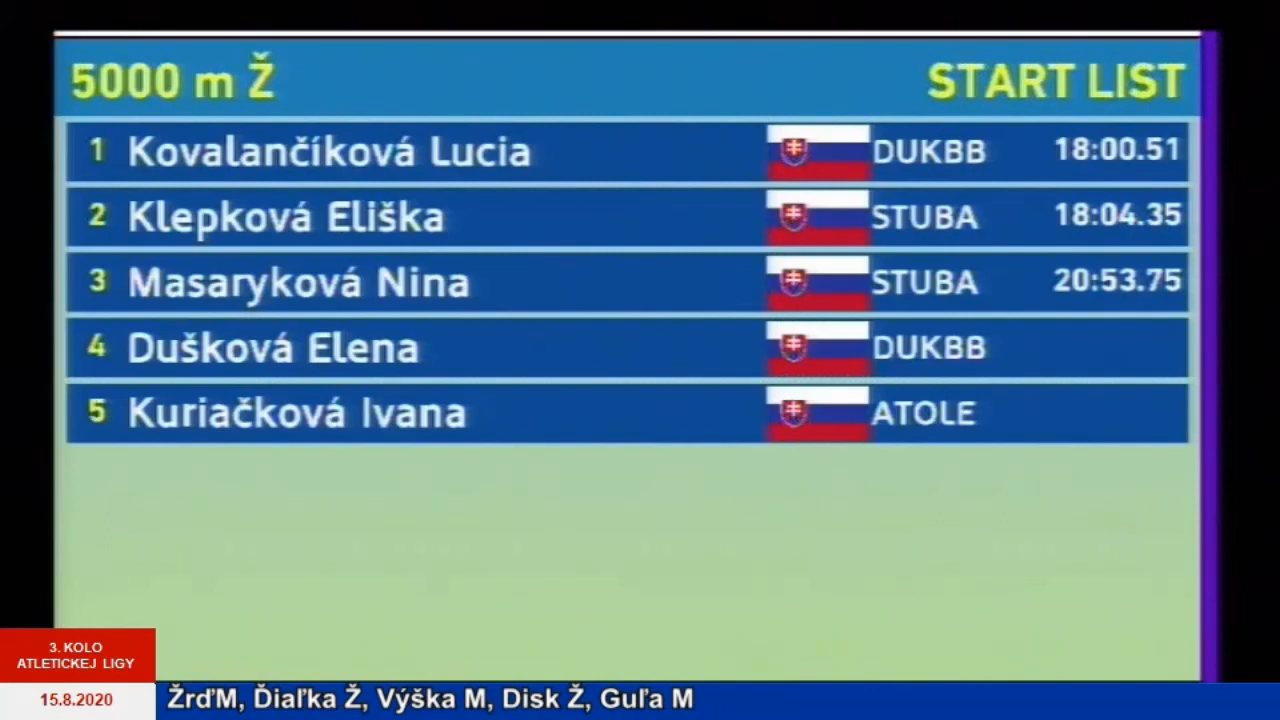 5000 m Ž START LIST
1 Kovalančíková Lucia DUKBB 18:00.51
2 Klepková Eliška STUBA 18:04.35
3 Masaryková Nina STUBA 20:53.75
4 Dušková Elena DUKBB
5 Kuriačková Ivana ATOLE
3. KOLO
ATLETICKEJ LIGY
15.8.2020 ŽrďM, Ďiaľka Ž, Výška M, Disk Ž, Guľa M